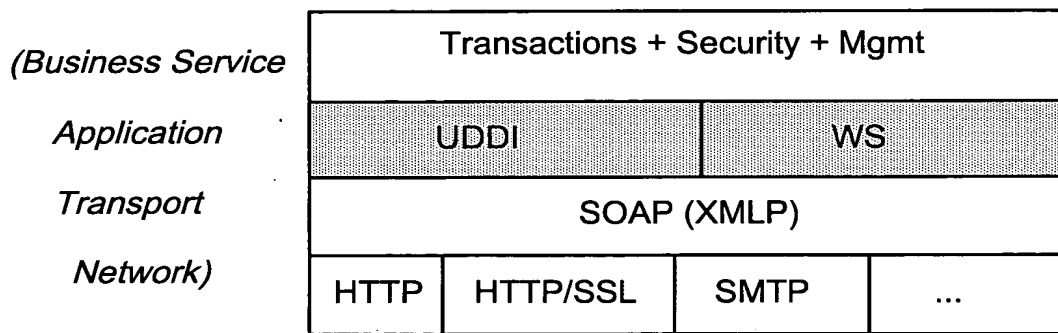 (Business Service
Transactions + Security + Mgmt
Application
UDDI
WS
Transport
SOAP (XMLP)
Network)
HTTP
HTTP/SSL
SMTP
...